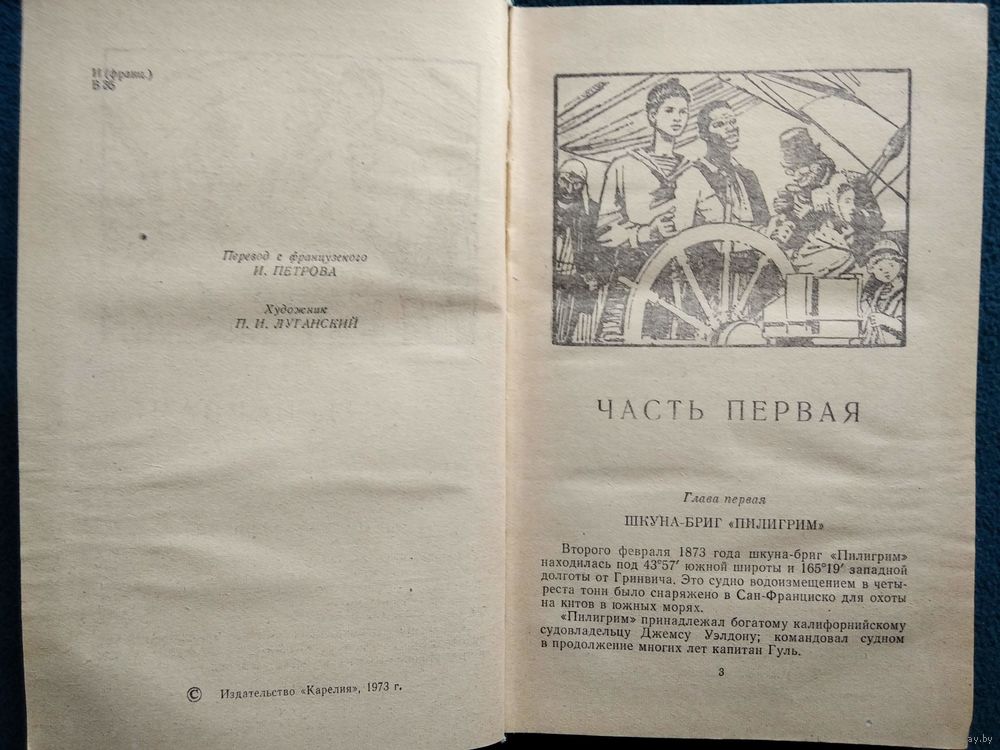 И (франц.)
В 35
Перевод с французского
И. ПЕТРОВА
Художник
П. И. ЛУГАНСКИЙ
© Издательство «Карелия», 1973 г.
ЧАСТЬ ПЕРВАЯ
Глава первая
ШКУНА-БРИГ «ПИЛИГРИМ»
Второго февраля 1873 года шкуна-бриг «Пилигрим»
находилась под 43°57′ южной широты и 165°19′ западной
долготы от Гринвича. Это судно водоизмещением в четы-
реста тонн было снаряжено в Сан-Франциско для охоты
на китов в южных морях.
«Пилигрим» принадлежал богатому калифорнийскому
судовладельцу Джемсу Уэлдону; командовал судном
в продолжение многих лет капитан Гуль.
3